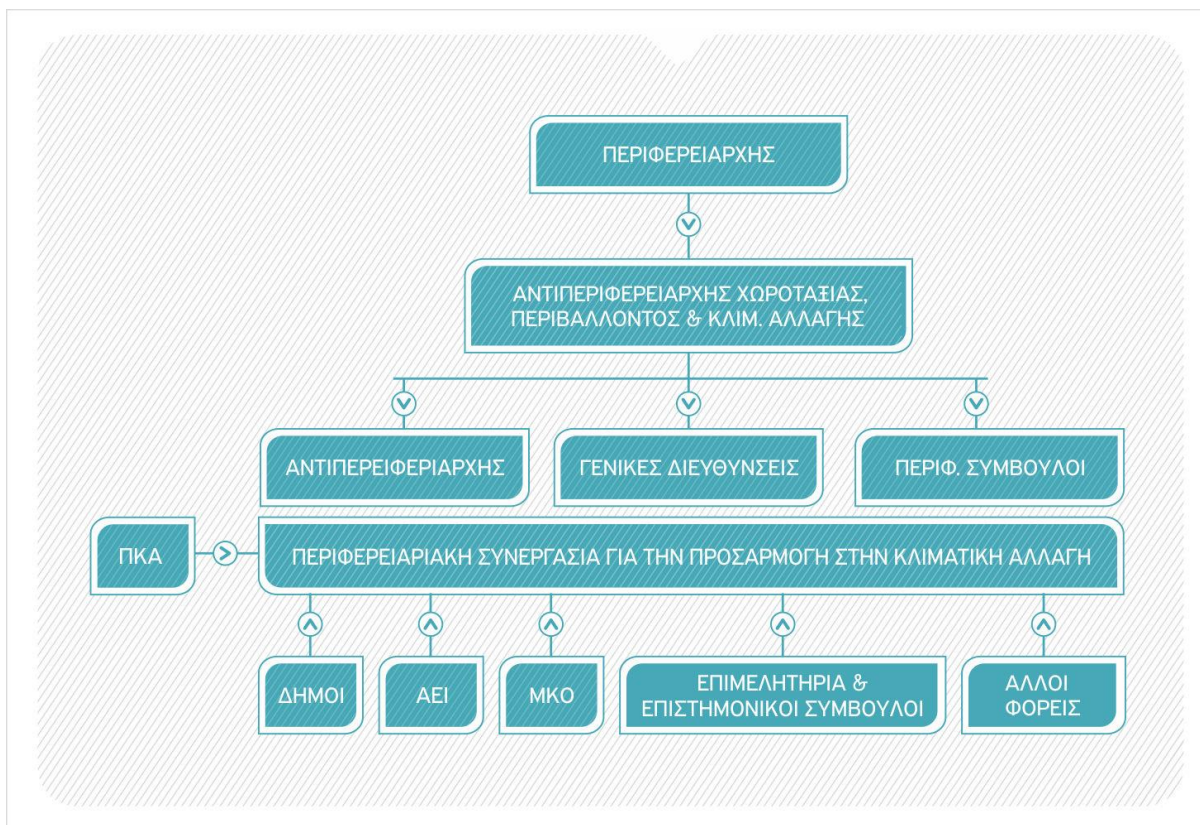 ΠΕΡΙΦΕΡΕΙΑΡΧΗΣ
ΑΝΤΙΠΕΡΙΦΕΡΕΙΑΡΧΗΣ ΧΩΡΟΤΑΞΙΑΣ,
ΠΕΡΙΒΑΛΛΟΝΤΟΣ & ΚΛΙΜ. ΑΛΛΑΓΗΣ
ΑΝΤΙΠΕΡΕΙΦΕΡΙΑΡΧΗΣ
ΓΕΝΙΚΕΣ ΔΙΕΥΘΥΝΣΕΙΣ
ΠΕΡΙΦ. ΣΥΜΒΟΥΛΟΙ
ΠΚΑ
ΠΕΡΙΦΕΡΕΙΑΡΙΑΚΗ ΣΥΝΕΡΓΑΣΙΑ ΓΙΑ ΤΗΝ ΠΡΟΣΑΡΜΟΓΗ ΣΤΗΝ ΚΛΙΜΑΤΙΚΗ ΑΛΛΑΓΗ
ΔΗΜΟΙ
ΑΕΙ
ΜΚΟ
ΕΠΙΜΕΛΗΤΗΡΙΑ &
ΕΠΙΣΤΗΜΟΝΙΚΟΙ ΣΥΜΒΟΥΛΟΙ
ΑΛΛΟΙ
ΦΟΡΕΙΣ